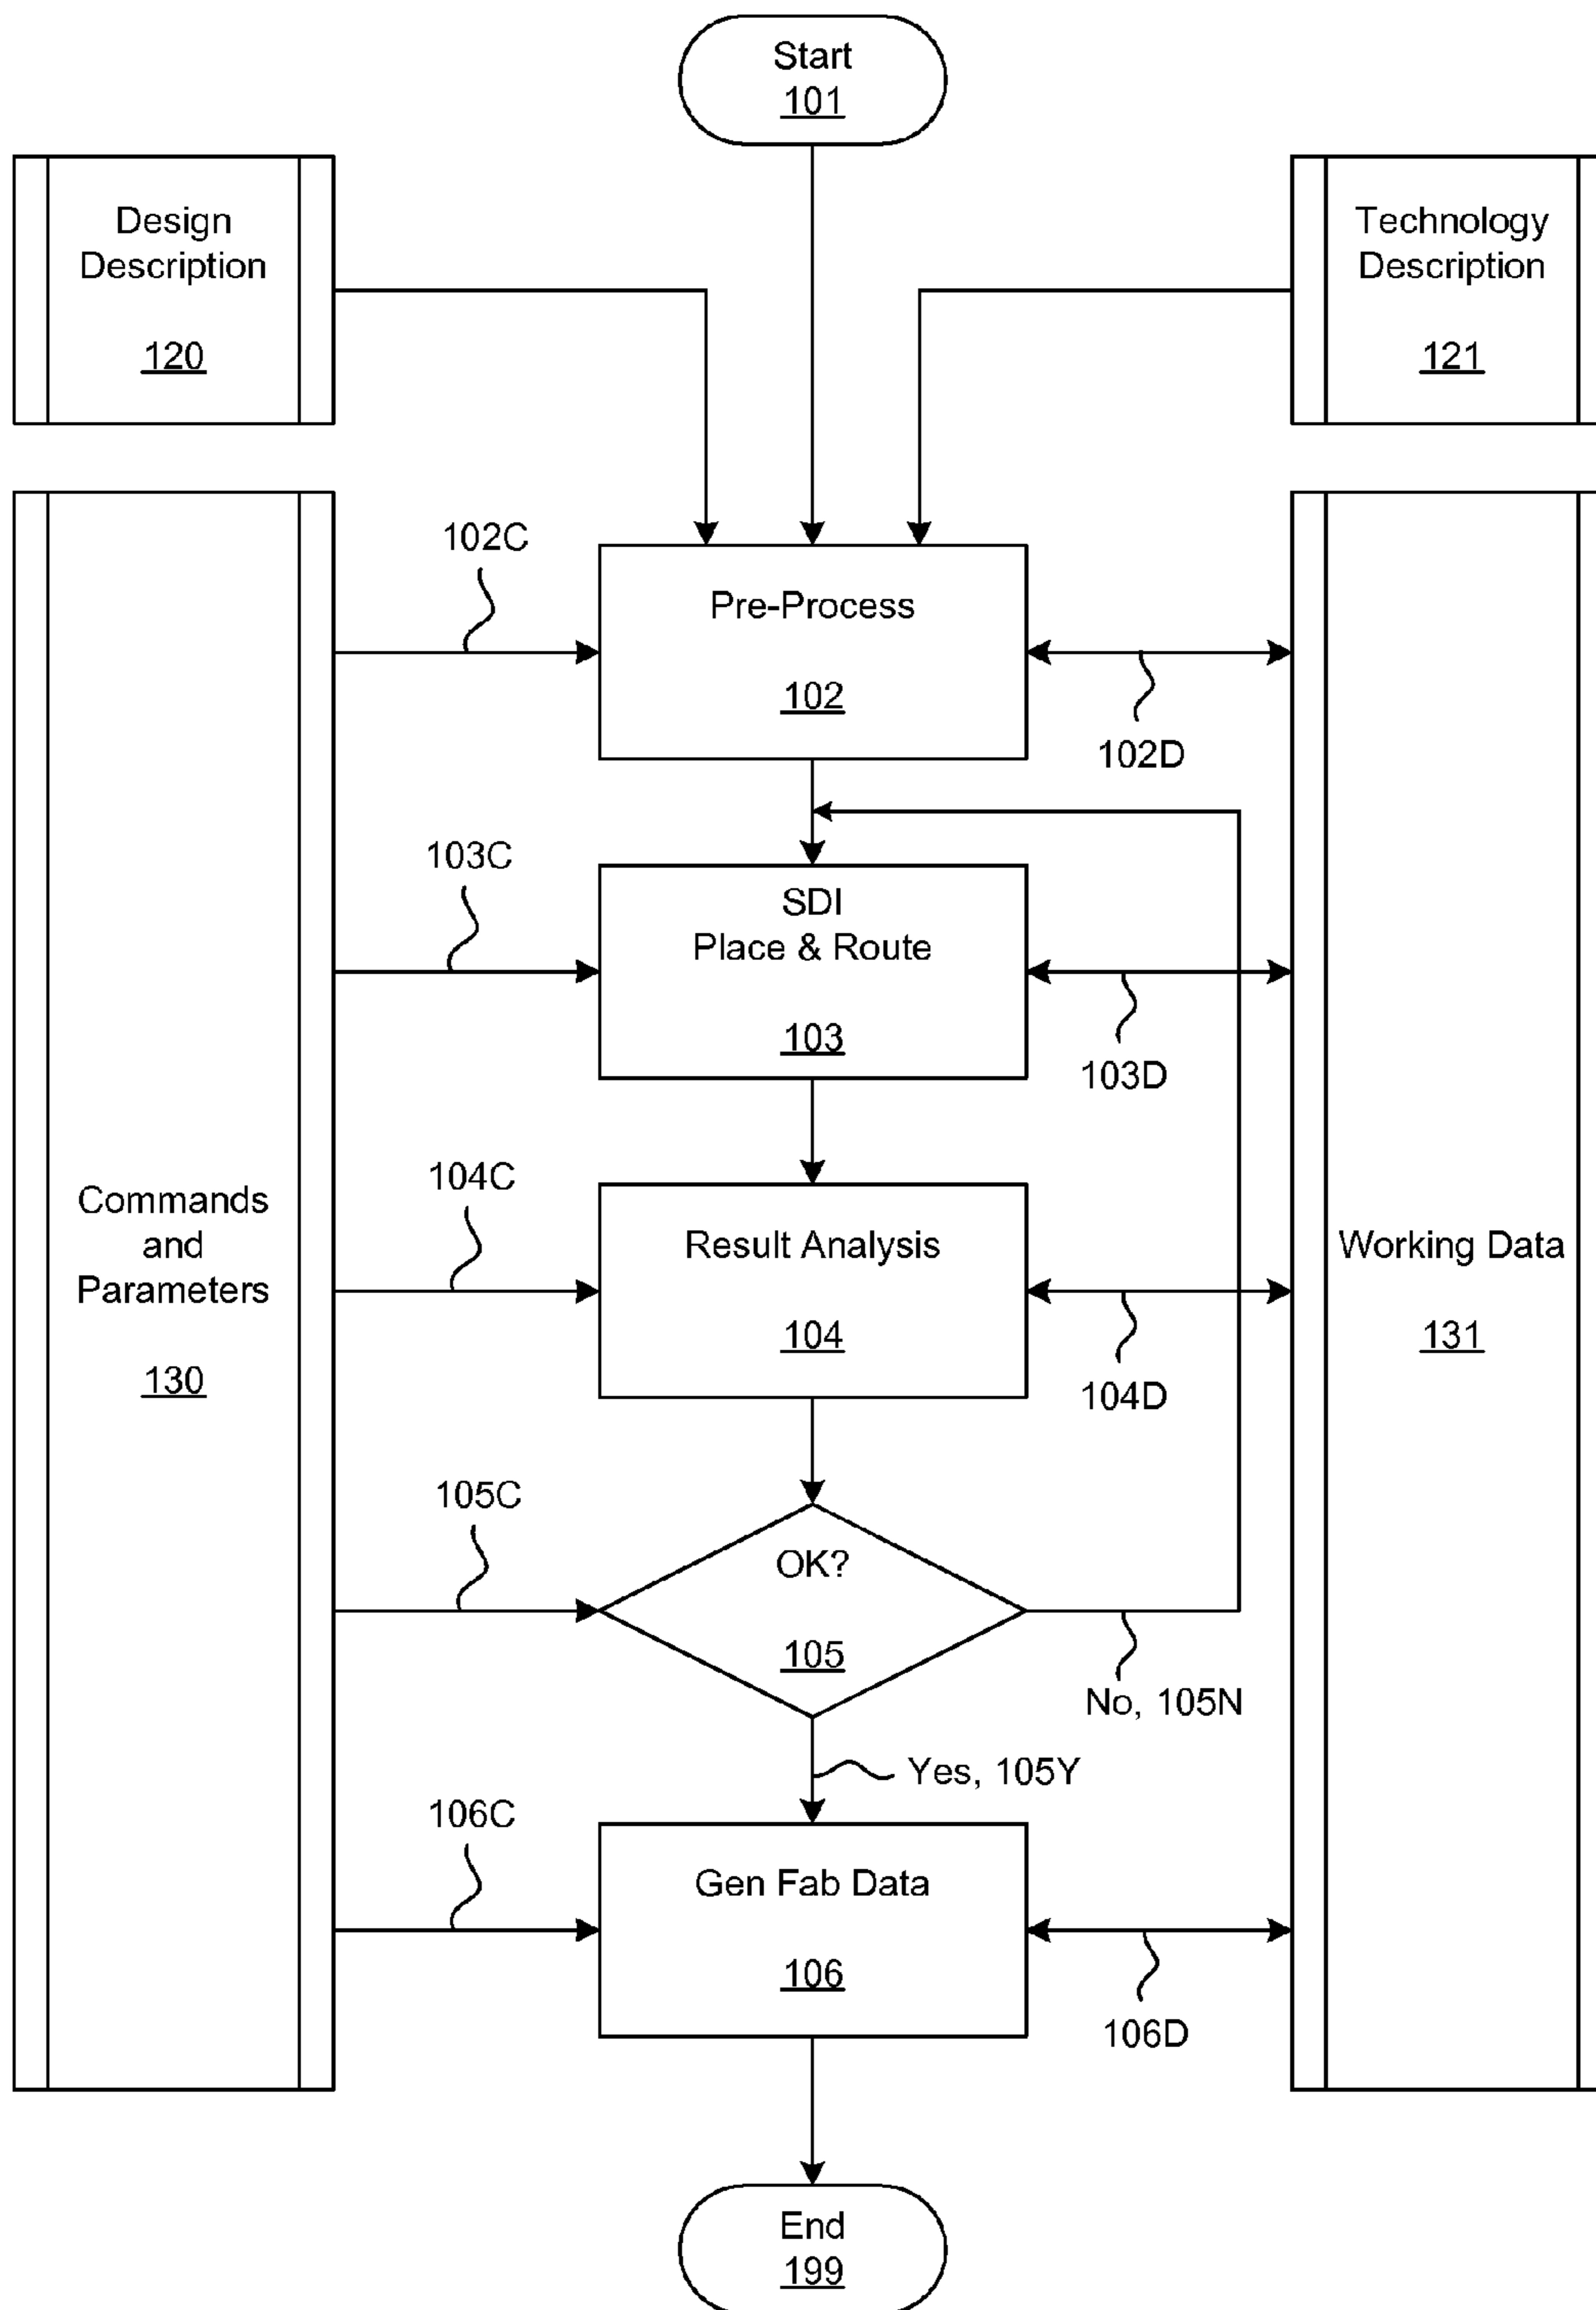 Start
101
Design
Description
120
Technology
Description
121
102C
Pre-Process
102
102D
103C
SDI
Place & Route
103
103D
Commands
and
Parameters
130
104C
Result Analysis
104
104D
Working Data
131
105C
OK?
105
No, 105N
Yes, 105Y
106C
Gen Fab Data
106
106D
End
199